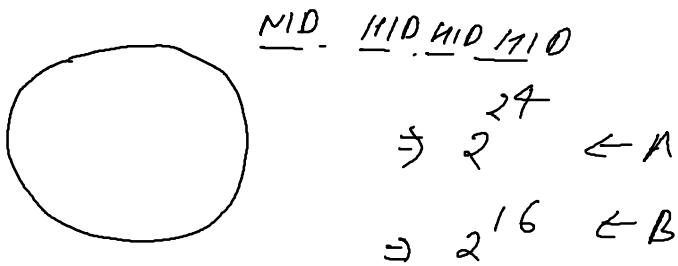 NID. HID. HID HID
⇒ 2^24 ← A
⇒ 2^16 ← B